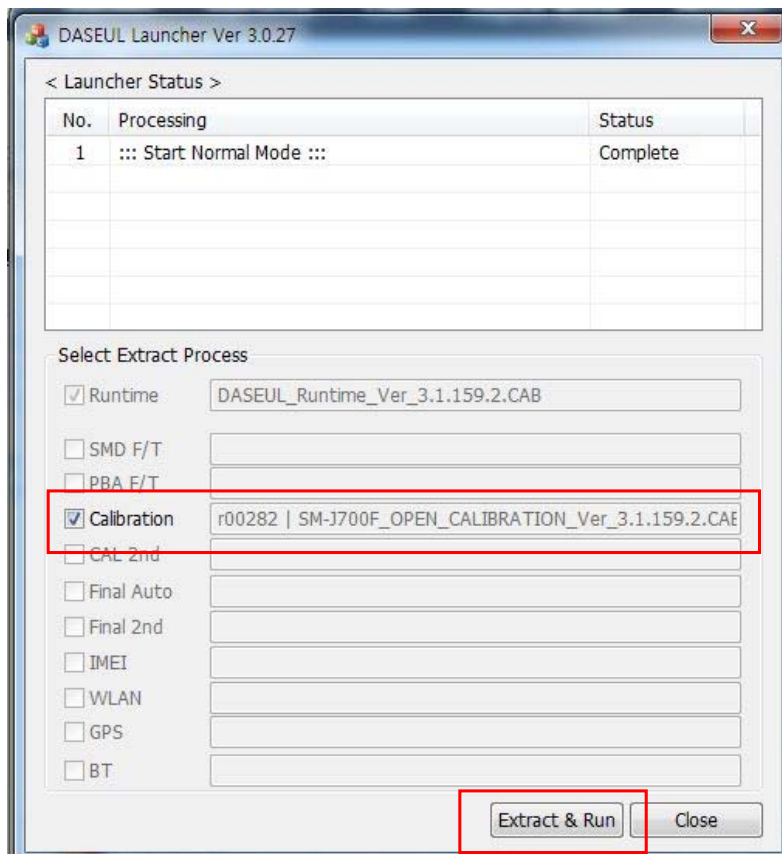 DASEUL Launcher Ver 3.0.27
< Launcher Status >
No. Processing Status
1 ::: Start Normal Mode ::: Complete
Select Extract Process
Runtime DASEUL_Runtime_Ver_3.1.159.2.CAB
SMD F/T
PBA F/T
Calibration r00282 | SM-J700F_OPEN_CALIBRATION_Ver_3.1.159.2.CAB
CAL 2nd
Final Auto
Final 2nd
IMEI
WLAN
GPS
BT
Extract & Run Close